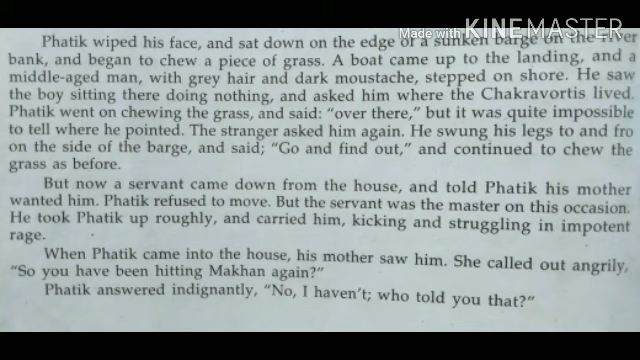 Made with KINEMASTER
Phatik wiped his face, and sat down on the edge of a sunken barge on the river
bank, and began to chew a piece of grass. A boat came up to the landing, and a
middle-aged man, with grey hair and dark moustache, stepped on shore. He saw
the boy sitting there doing nothing, and asked him where the Chakravortis lived.
Phatik went on chewing the grass, and said: "over there," but it was quite impossible
to tell where he pointed. The stranger asked him again. He swung his legs to and fro
on the side of the barge, and said; "Go and find out," and continued to chew the
grass as before.
But now a servant came down from the house, and told Phatik his mother
wanted him. Phatik refused to move. But the servant was the master on this occasion.
He took Phatik up roughly, and carried him, kicking and struggling in impotent
rage.
When Phatik came into the house, his mother saw him. She called out angrily,
"So you have been hitting Makhan again?"
Phatik answered indignantly, "No, I haven't; who told you that?"